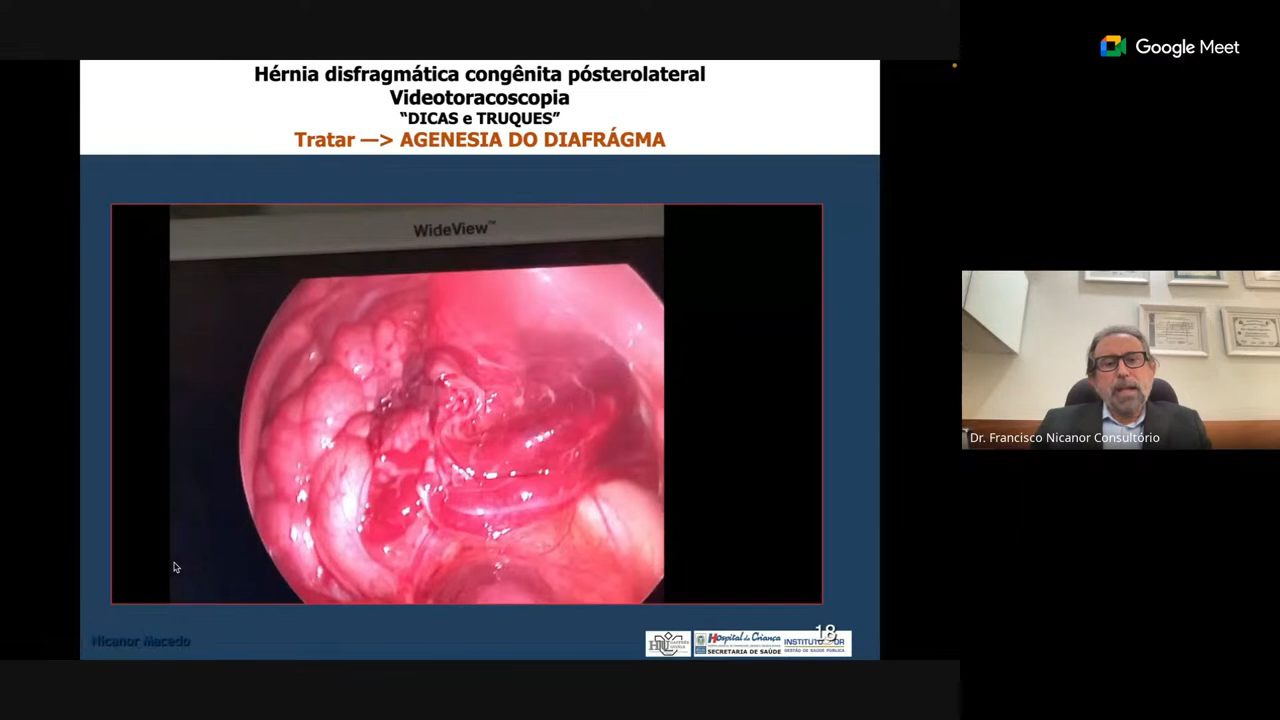 Hérnia disfragmática congênita pósterolateral
Videotoracoscopia
“DICAS e TRUQUES”
Tratar —> AGENESIA DO DIAFRÁGMA
WideView™
Nicanor Macedo
Hospital da Criança
SECRETARIA DE SAÚDE
INSTITUTO DR
GESTÃO DE SAÚDE PÚBLICA
18
Google Meet
Dr. Francisco Nicanor Consultório